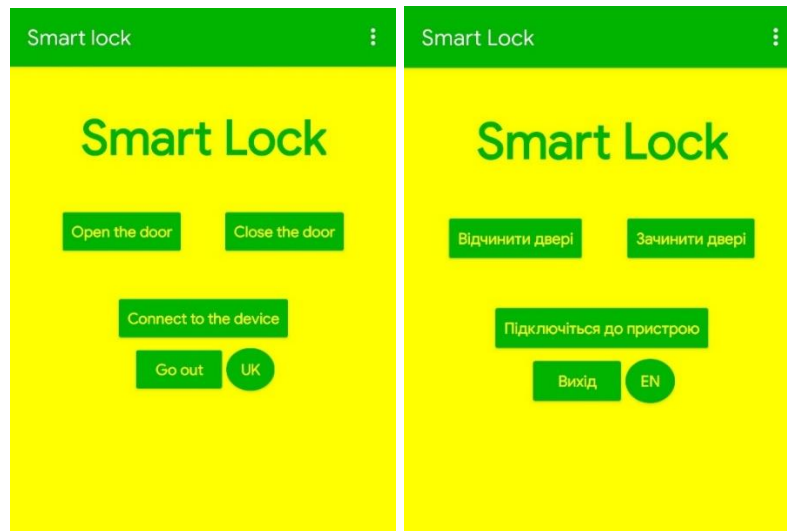 Smart lock
Smart Lock
Open the door
Close the door
Connect to the device
Go out
UK
Smart Lock
Smart Lock
Відчинити двері
Зачинити двері
Підключіться до пристрою
Вихід
EN